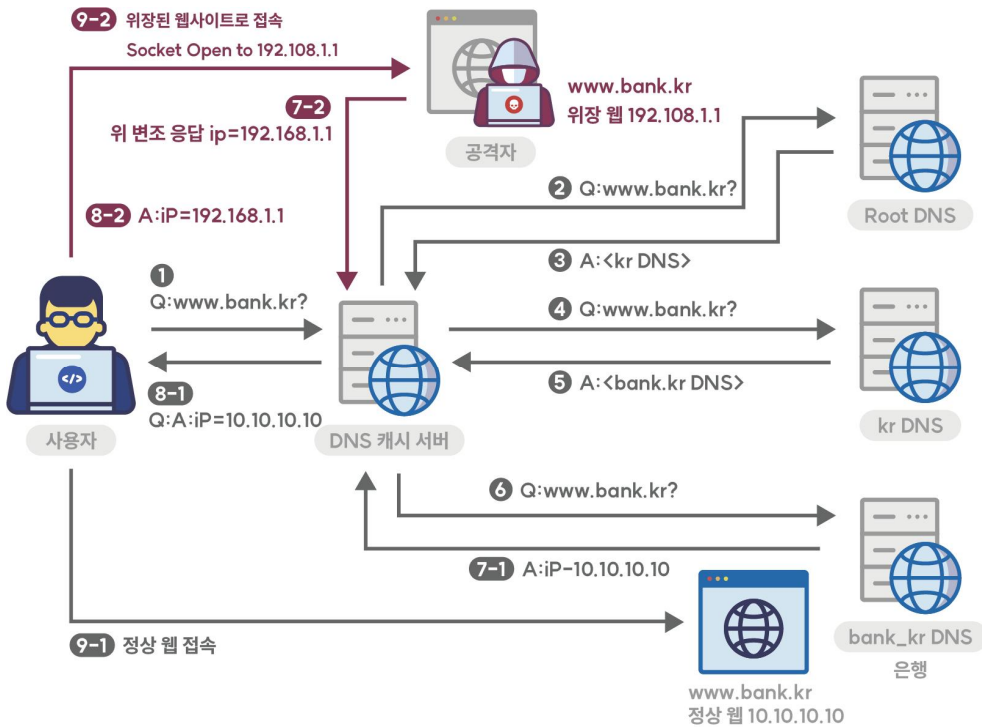 9-2 위장된 웹사이트로 접속
Socket Open to 192.108.1.1
7-2
위 변조 응답 ip=192.168.1.1
www.bank.kr
위장 웹 192.108.1.1
공격자
8-2 A:iP=192.168.1.1
2 Q:www.bank.kr?
Root DNS
3 A:<kr DNS>
1
Q:www.bank.kr?
4 Q:www.bank.kr?
</>
5 A:<bank.kr DNS>
8-1
Q:A:iP=10.10.10.10
사용자
DNS 캐시 서버
kr DNS
6 Q:www.bank.kr?
7-1 A:iP-10.10.10.10
9-1 정상 웹 접속
bank_kr DNS
은행
www.bank.kr
정상 웹 10.10.10.10